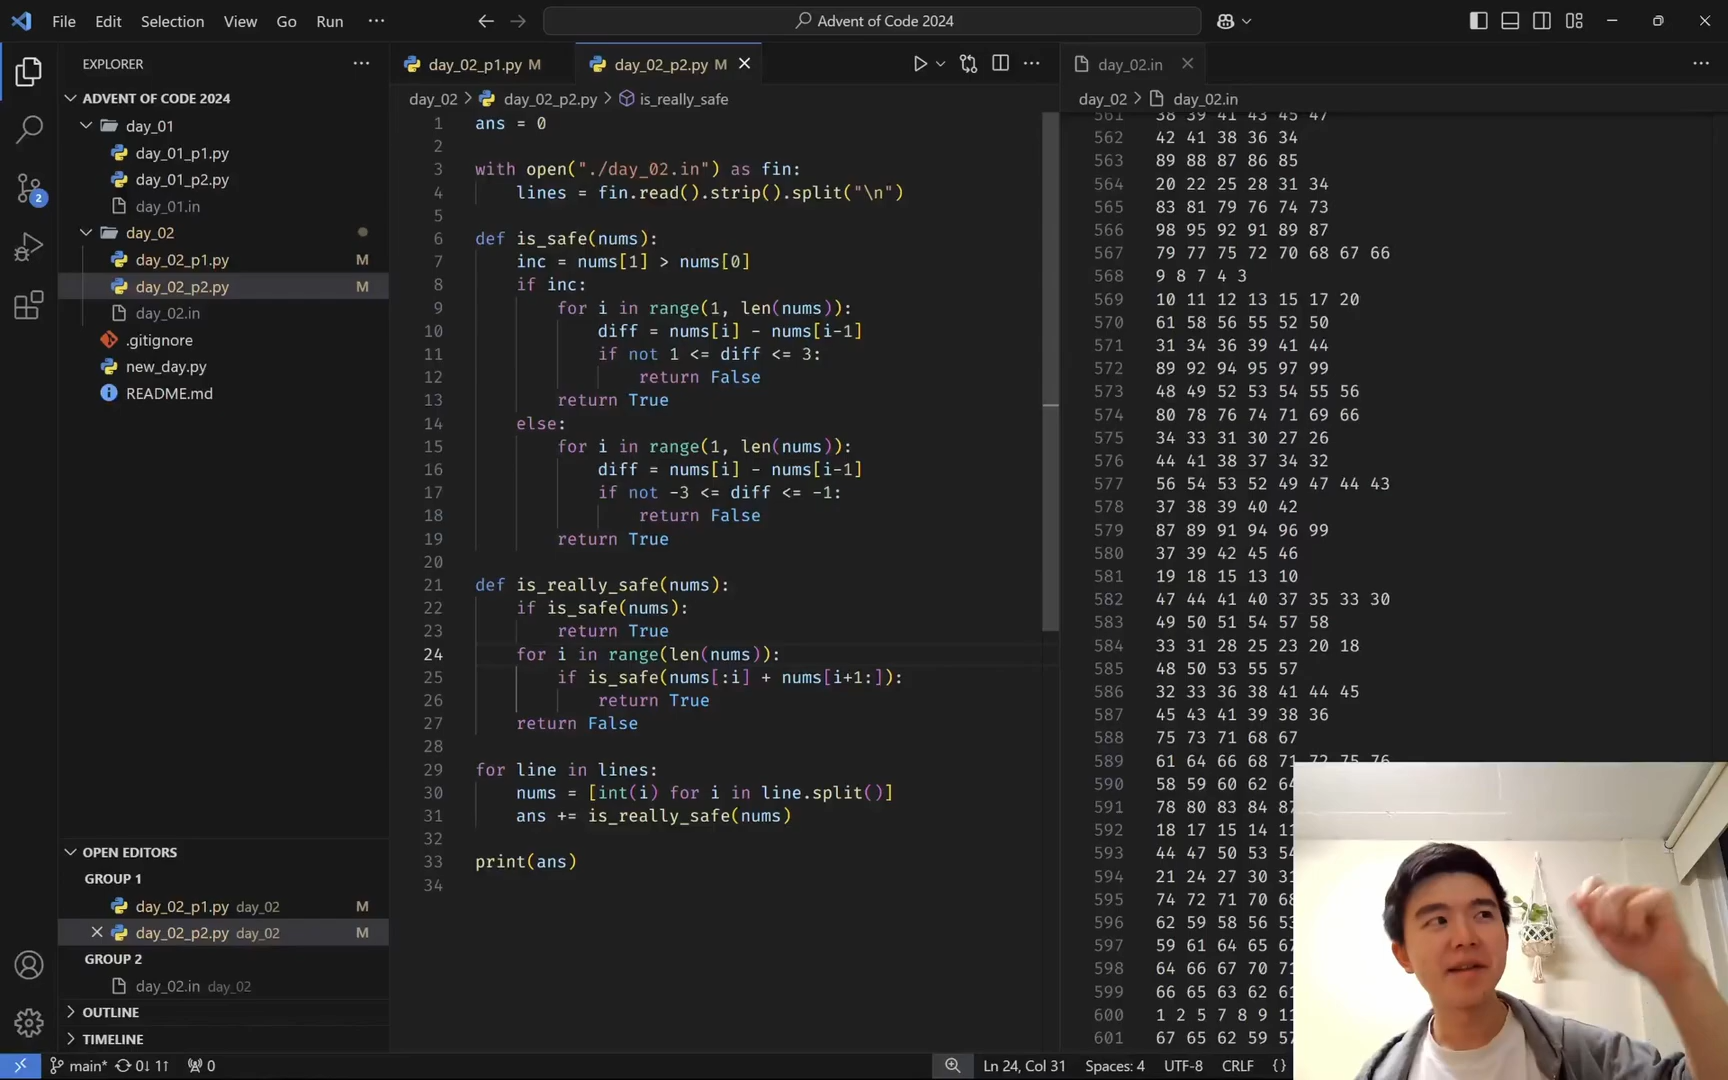 File Edit Selection View Go Run ··· Advent of Code 2024
EXPLORER ···
ADVENT OF CODE 2024
day_01
day_01_p1.py
day_01_p2.py
day_01.in
day_02
day_02_p1.py M
day_02_p2.py M
day_02.in
.gitignore
new_day.py
README.md
2
OPEN EDITORS
GROUP 1
day_02_p1.py day_02 M
day_02_p2.py day_02 M
GROUP 2
day_02.in day_02
OUTLINE
TIMELINE
day_02_p1.py M day_02_p2.py M
day_02 > day_02_p2.py > is_really_safe
1 ans = 0
2
3 with open("./day_02.in") as fin:
4 lines = fin.read().strip().split("\n")
5
6 def is_safe(nums):
7 inc = nums[1] > nums[0]
8 if inc:
9 for i in range(1, len(nums)):
10 diff = nums[i] - nums[i-1]
11 if not 1 <= diff <= 3:
12 return False
13 return True
14 else:
15 for i in range(1, len(nums)):
16 diff = nums[i] - nums[i-1]
17 if not -3 <= diff <= -1:
18 return False
19 return True
20
21 def is_really_safe(nums):
22 if is_safe(nums):
23 return True
24 for i in range(len(nums)):
25 if is_safe(nums[:i] + nums[i+1:]):
26 return True
27 return False
28
29 for line in lines:
30 nums = [int(i) for i in line.split()]
31 ans += is_really_safe(nums)
32
33 print(ans)
34
day_02.in
day_02 > day_02.in
561 38 39 41 43 45 47
562 42 41 38 36 34
563 89 88 87 86 85
564 20 22 25 28 31 34
565 83 81 79 76 74 73
566 98 95 92 91 89 87
567 79 77 75 72 70 68 67 66
568 9 8 7 4 3
569 10 11 12 13 15 17 20
570 61 58 56 55 52 50
571 31 34 36 39 41 44
572 89 92 94 95 97 99
573 48 49 52 53 54 55 56
574 80 78 76 74 71 69 66
575 34 33 31 30 27 26
576 44 41 38 37 34 32
577 56 54 53 52 49 47 44 43
578 37 38 39 40 42
579 87 89 91 94 96 99
580 37 39 42 45 46
581 19 18 15 13 10
582 47 44 41 40 37 35 33 30
583 49 50 51 54 57 58
584 33 31 28 25 23 20 18
585 48 50 53 55 57
586 32 33 36 38 41 44 45
587 45 43 41 39 38 36
588 75 73 71 68 67
589 61 64 66 68 71 72 75 76
590 58 59 60 62 64
591 78 80 83 84 87
592 18 17 15 14 11
593 44 47 50 53 54
594 21 24 27 30 31
595 74 72 71 70 68
596 62 59 58 56 53
597 59 61 64 65 67
598 64 66 67 70 71
599 66 65 63 62 61
600 1 2 5 7 8 9 11
601 67 65 62 59 57
main* 0↓ 1↑ 0 Ln 24, Col 31 Spaces: 4 UTF-8 CRLF {}